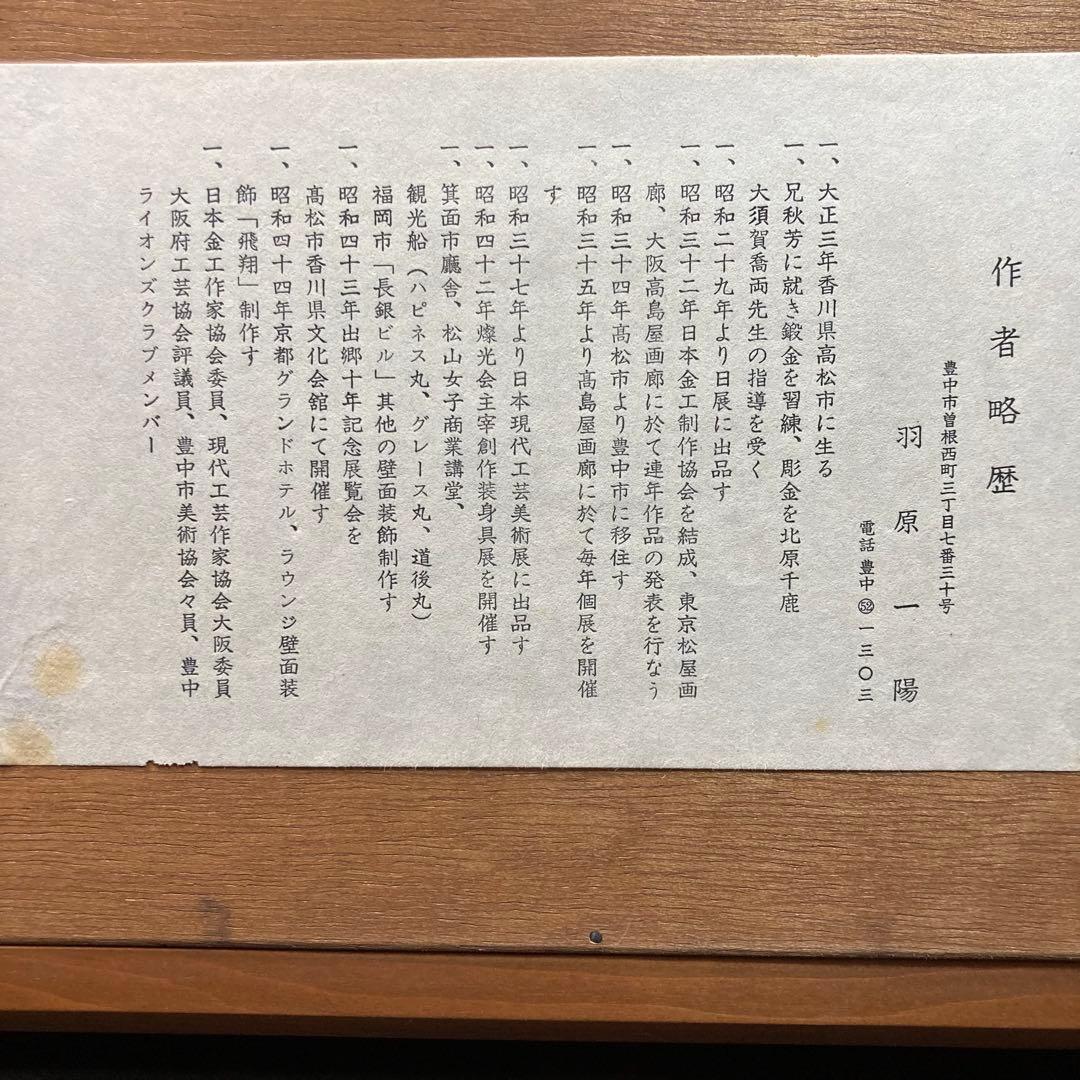 作者略歴
豊中市曽根西町三丁目七番三十号
羽原一陽
電話 豊中 ㊾ 一三〇三
一、大正三年香川県高松市に生る
一、兄秋芳に就き鍛金を習練、彫金を北原千鹿
大須賀喬両先生の指導を受く
一、昭和二十九年より日展に出品す
一、昭和三十二年日本金工制作協会を結成、東京松屋画
廊、大阪高島屋画廊に於て連年作品の発表を行なう
一、昭和三十四年髙松市より豊中市に移住す
一、昭和三十五年より髙島屋画廊に於て毎年個展を開催
す
一、昭和三十七年より日本現代工芸美術展に出品す
一、昭和四十二年燦光会主宰創作装身具展を開催す
一、箕面市廳舎、松山女子商業講堂、
観光船（ハピネス丸、グレース丸、道後丸）
福岡市「長銀ビル」其他の壁面装飾制作す
一、昭和四十三年出郷十年記念展覧会を
髙松市香川県文化会舘にて開催す
一、昭和四十四年京都グランドホテル、ラウンジ壁面装
飾「飛翔」制作す
一、日本金工作家協会委員、現代工芸作家協会大阪委員
大阪府工芸協会評議員、豊中市美術協会々員、豊中
ライオンズクラブメンバー